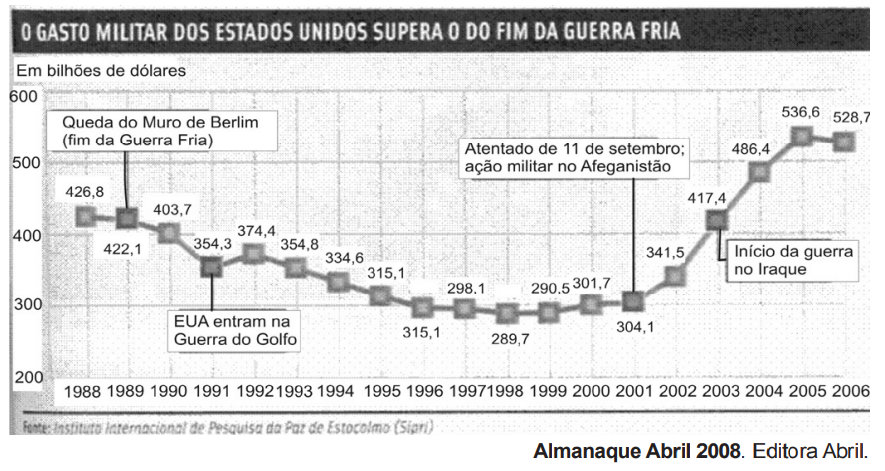 O GASTO MILITAR DOS ESTADOS UNIDOS SUPERA O DO FIM DA GUERRA FRIA
Em bilhões de dólares
600
500
400
300
200
Queda do Muro de Berlim
(fim da Guerra Fria)
EUA entram na
Guerra do Golfo
Atentado de 11 de setembro;
ação militar no Afeganistão
Início da guerra
no Iraque
426,8
422,1
403,7
354,3
374,4
354,8
334,6
315,1
315,1
298.1
289,7
290.5
301,7
304,1
341,5
417,4
486,4
536,6
528,7
1988 1989 1990 1991 1992 1993 1994 1995 1996 1997 1998 1999 2000 2001 2002 2003 2004 2005 2006
Fonte: Instituto Internacional de Pesquisa da Paz de Estocolmo (Sipri)
Almanaque Abril 2008. Editora Abril.